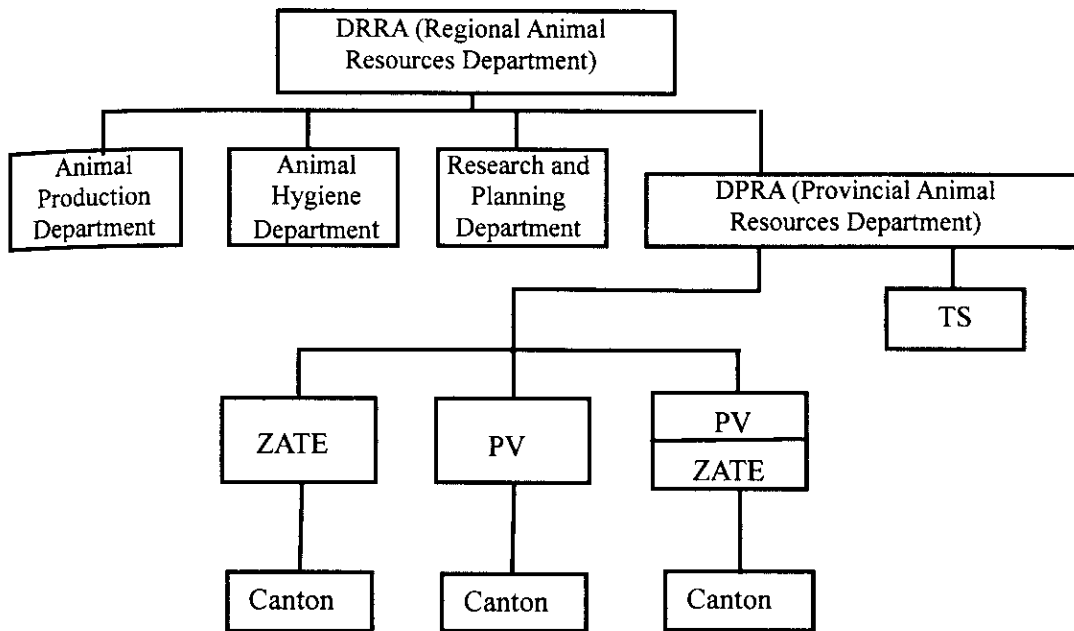 DRRA (Regional Animal
Resources Department)
Animal
Production
Department
Animal
Hygiene
Department
Research and
Planning
Department
DPRA (Provincial Animal
Resources Department)
TS
ZATE
PV
PV
ZATE
Canton
Canton
Canton